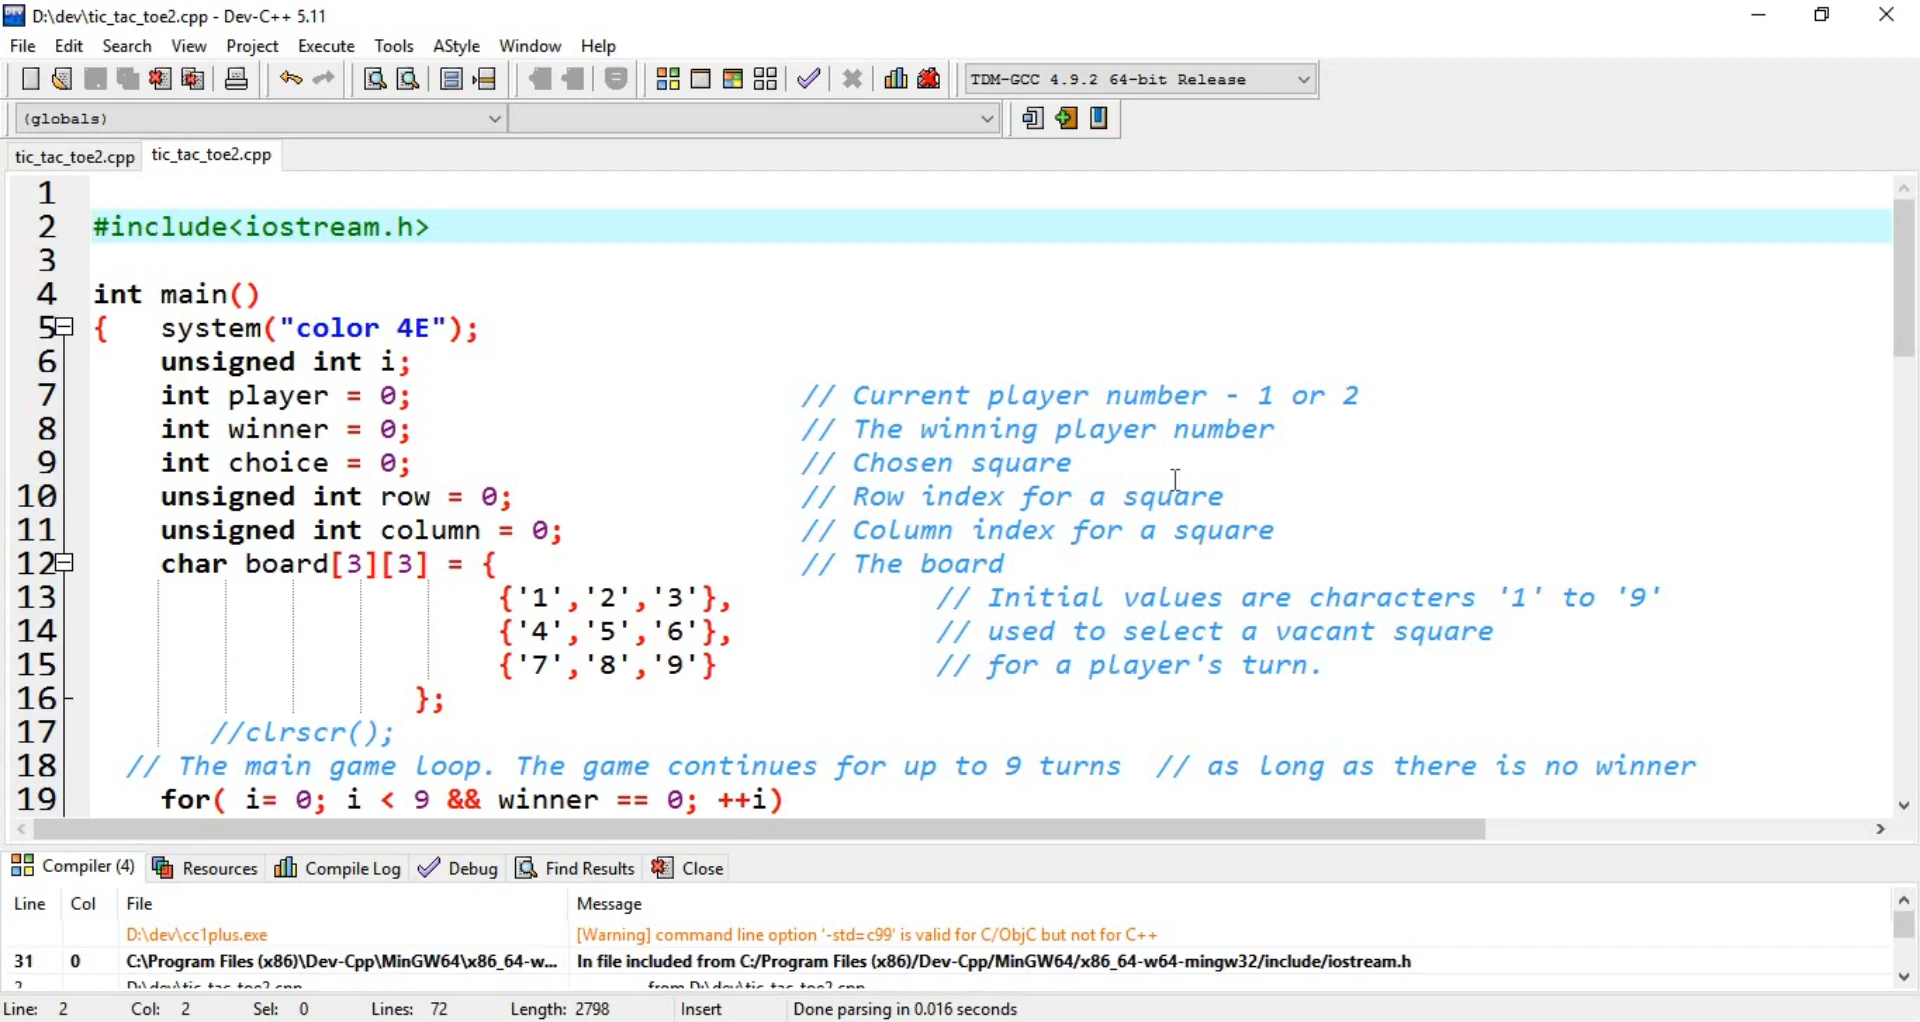 D:\dev\tic_tac_toe2.cpp - Dev-C++ 5.11
File Edit Search View Project Execute Tools AStyle Window Help
TDM-GCC 4.9.2 64-bit Release
(globals)
tic_tac_toe2.cpp tic_tac_toe2.cpp
1
2 #include<iostream.h>
3
4 int main()
5 { system("color 4E");
6 unsigned int i;
7 int player = 0; // Current player number - 1 or 2
8 int winner = 0; // The winning player number
9 int choice = 0; // Chosen square
10 unsigned int row = 0; // Row index for a square
11 unsigned int column = 0; // Column index for a square
12 char board[3][3] = { // The board
13 {'1','2','3'}, // Initial values are characters '1' to '9'
14 {'4','5','6'}, // used to select a vacant square
15 {'7','8','9'} // for a player's turn.
16 };
17 //clrscr();
18 // The main game loop. The game continues for up to 9 turns // as long as there is no winner
19 for( i= 0; i < 9 && winner == 0; ++i)
Compiler (4) Resources Compile Log Debug Find Results Close
Line Col File Message
D:\dev\cc1plus.exe [Warning] command line option '-std=c99' is valid for C/ObjC but not for C++
31 0 C:\Program Files (x86)\Dev-Cpp\MinGW64\x86_64-w... In file included from C:/Program Files (x86)/Dev-Cpp/MinGW64/x86_64-w64-mingw32/include/iostream.h
Line: 2 Col: 2 Sel: 0 Lines: 72 Length: 2798 Insert Done parsing in 0.016 seconds